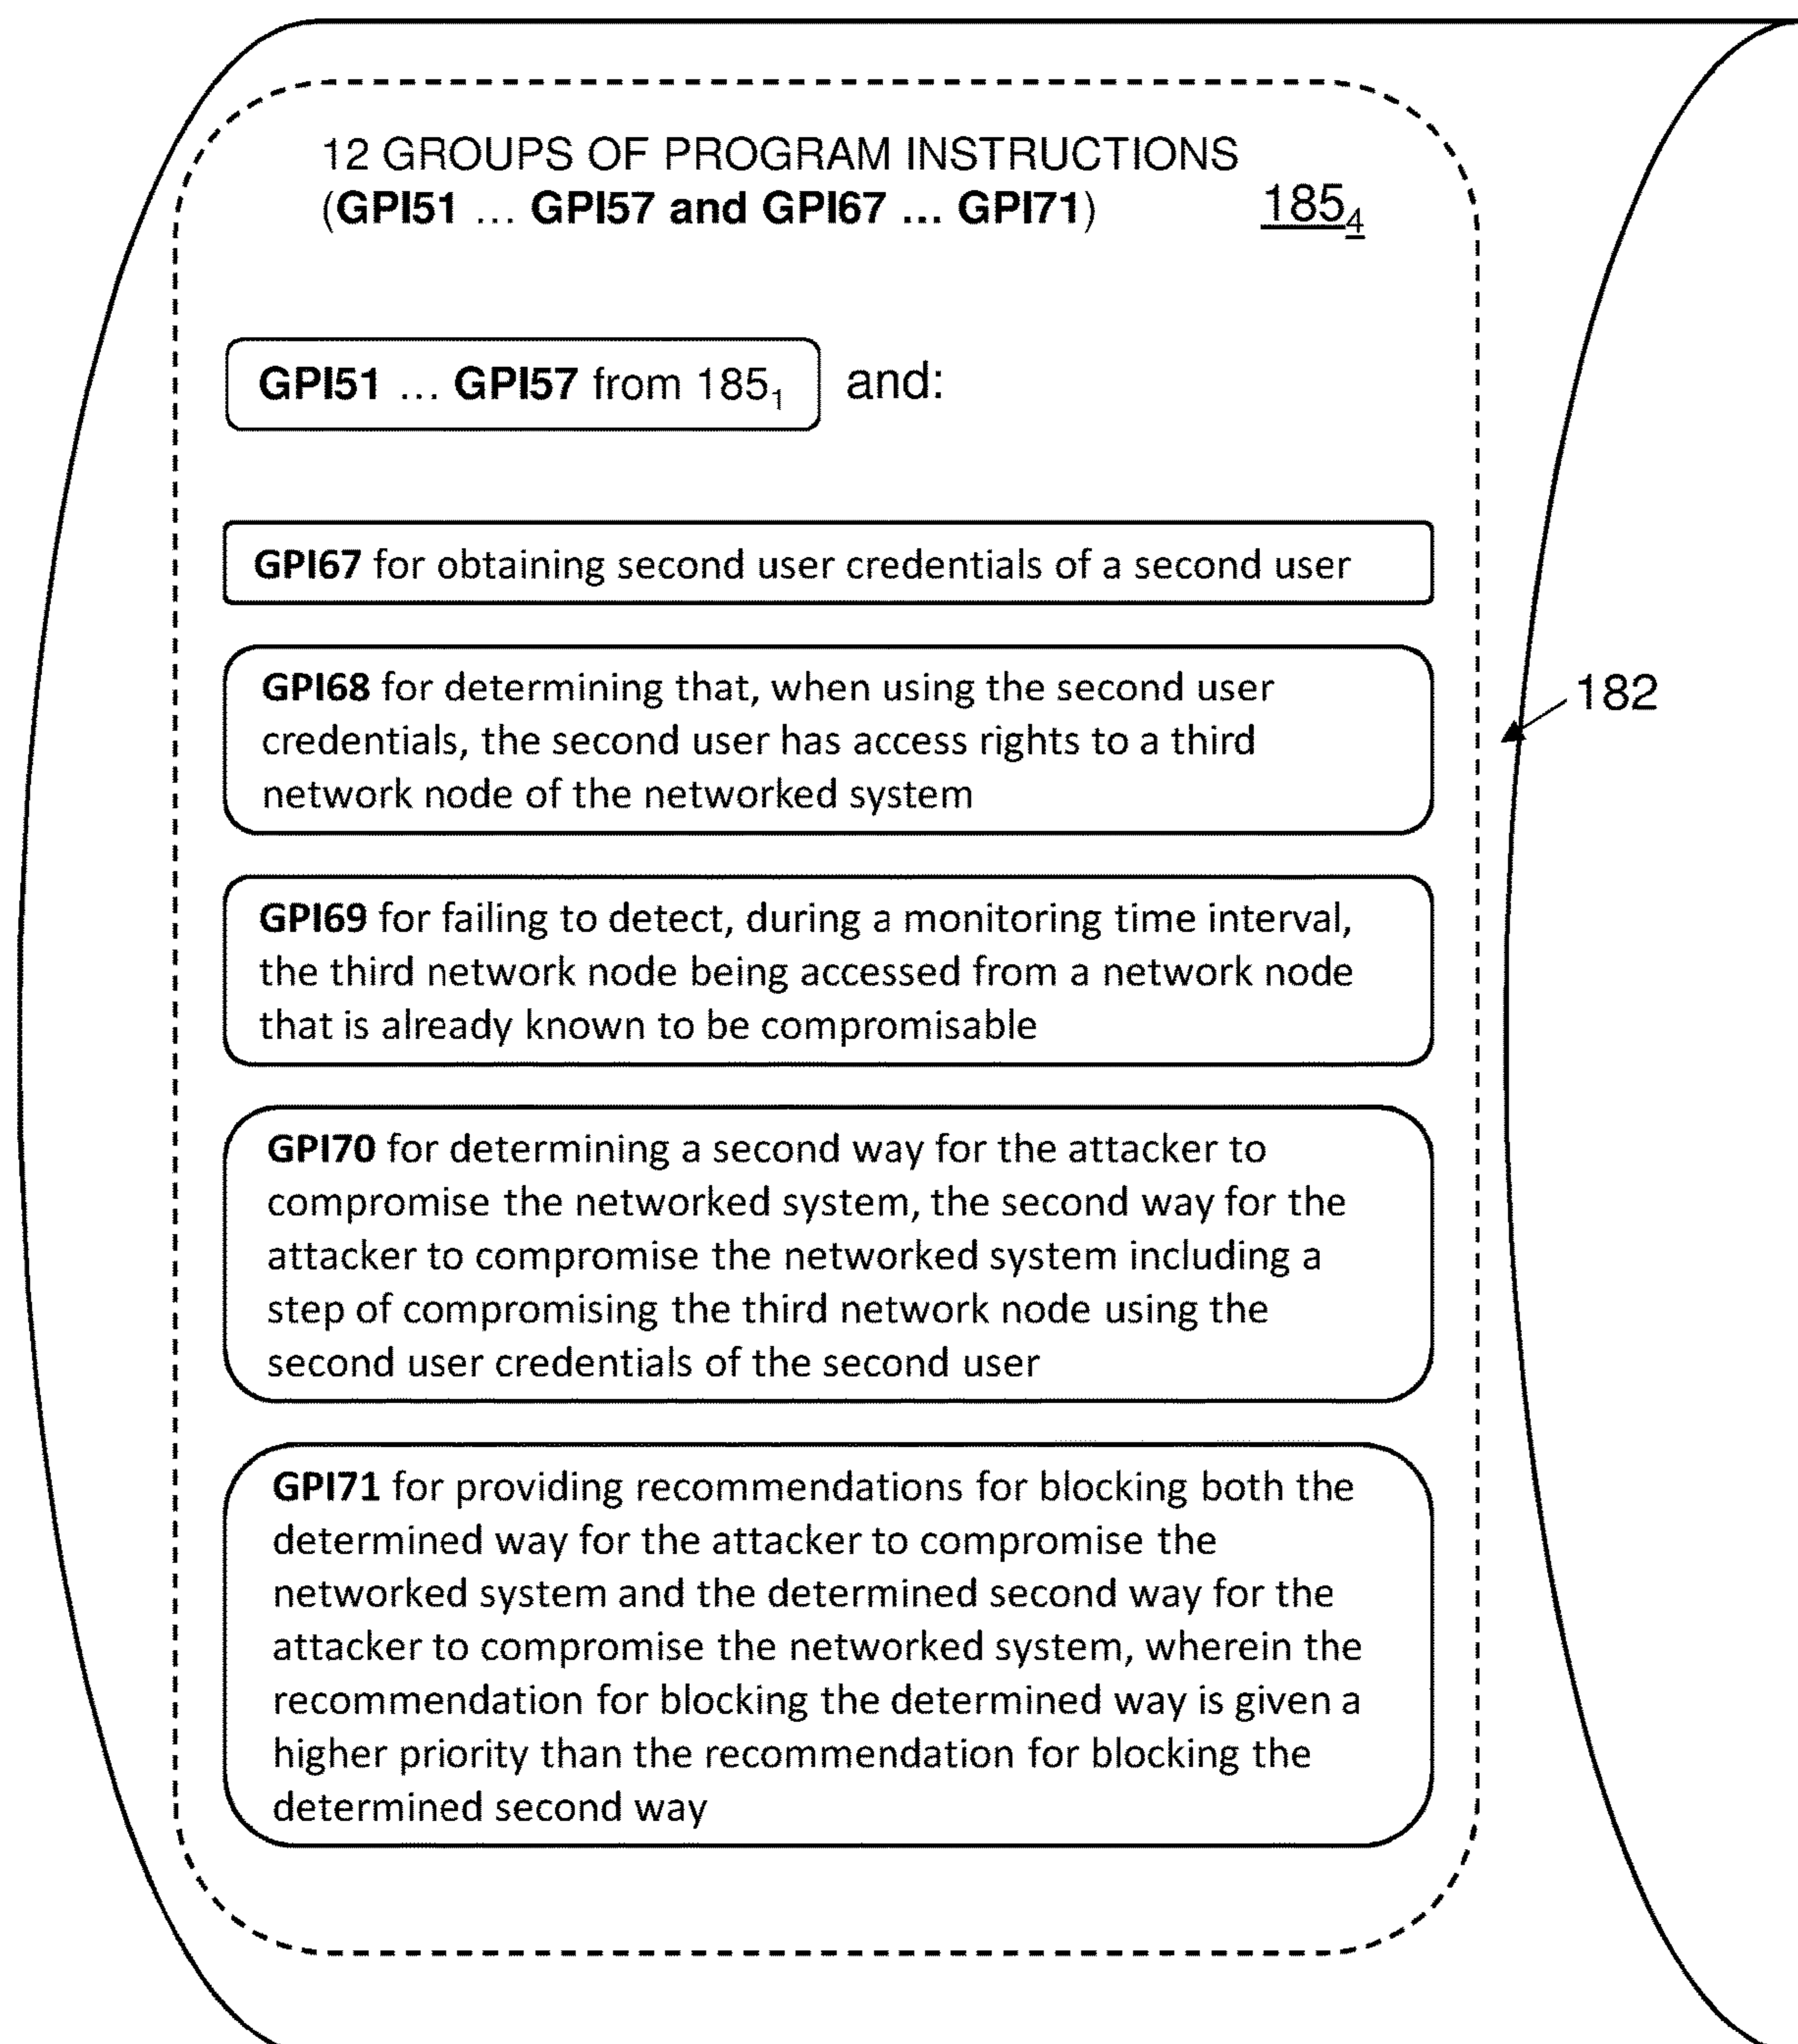 12 GROUPS OF PROGRAM INSTRUCTIONS
(GPI51 ... GPI57 and GPI67 ... GPI71) 185₄
GPI51 ... GPI57 from 185₁ and:
GPI67 for obtaining second user credentials of a second user
GPI68 for determining that, when using the second user
credentials, the second user has access rights to a third
network node of the networked system
182
GPI69 for failing to detect, during a monitoring time interval,
the third network node being accessed from a network node
that is already known to be compromisable
GPI70 for determining a second way for the attacker to
compromise the networked system, the second way for the
attacker to compromise the networked system including a
step of compromising the third network node using the
second user credentials of the second user
GPI71 for providing recommendations for blocking both the
determined way for the attacker to compromise the
networked system and the determined second way for the
attacker to compromise the networked system, wherein the
recommendation for blocking the determined way is given a
higher priority than the recommendation for blocking the
determined second way